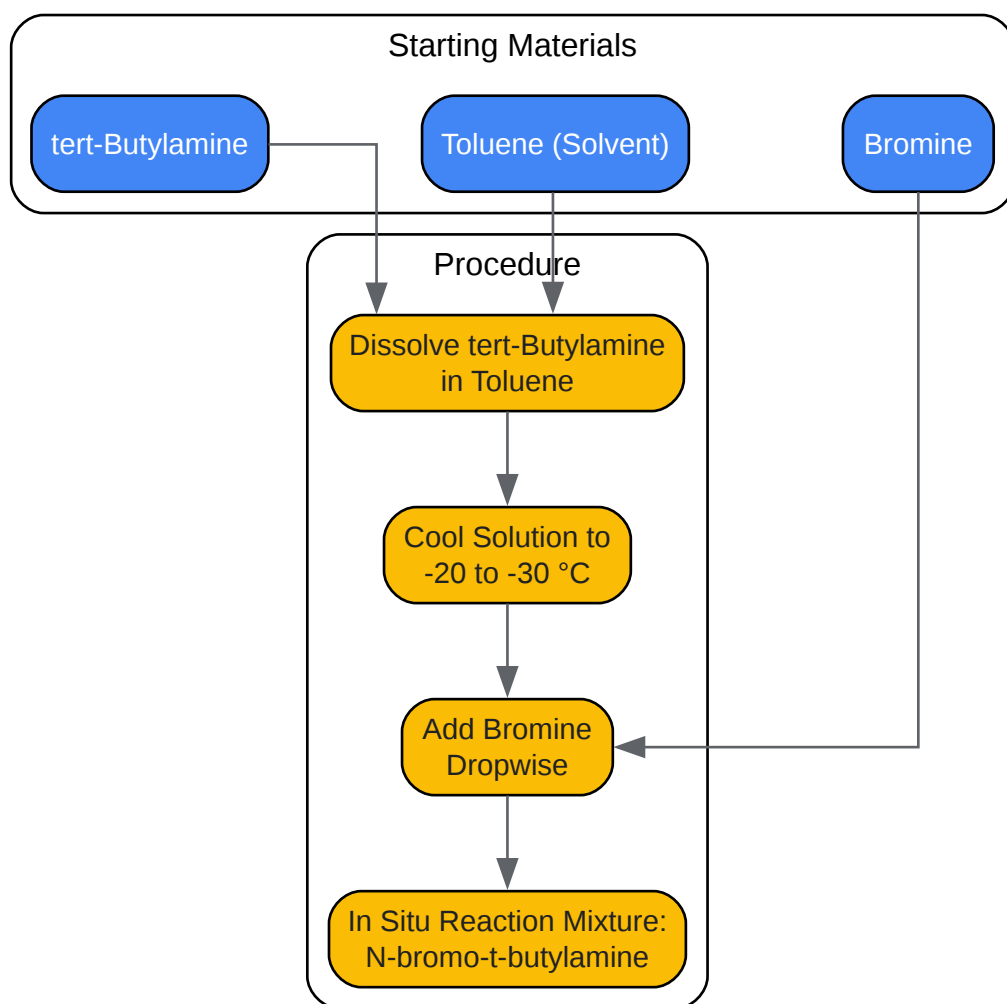 Starting Materials
tert-Butylamine
Toluene (Solvent)
Bromine
Procedure
Dissolve tert-Butylamine
in Toluene
Cool Solution to
-20 to -30 °C
Add Bromine
Dropwise
In Situ Reaction Mixture:
N-bromo-t-butylamine